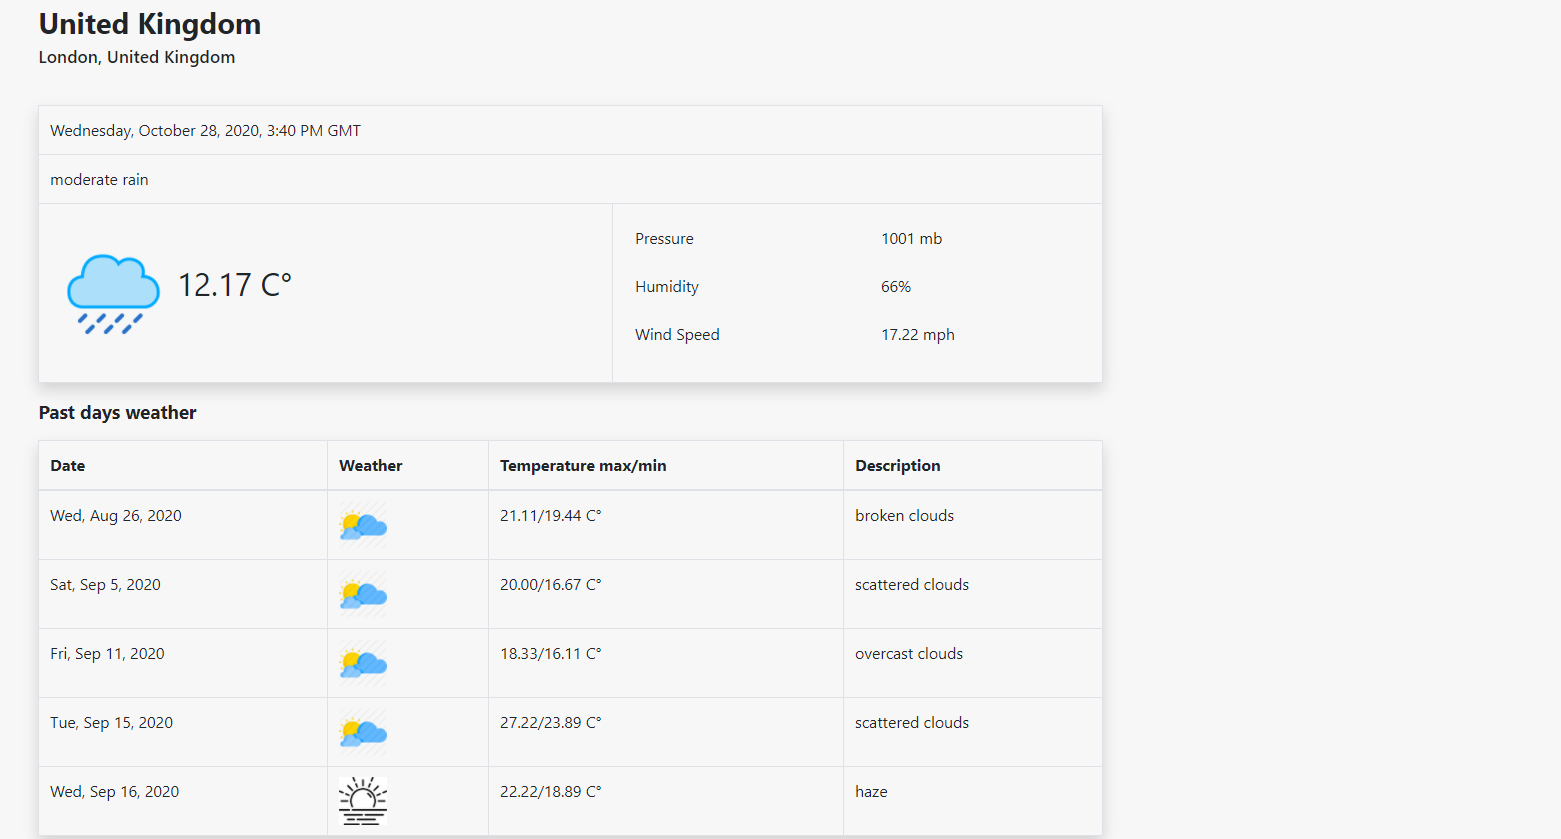 United Kingdom
London, United Kingdom
Wednesday, October 28, 2020, 3:40 PM GMT
moderate rain
12.17 C°
Pressure 1001 mb
Humidity 66%
Wind Speed 17.22 mph
Past days weather
Date Weather Temperature max/min Description
Wed, Aug 26, 2020 21.11/19.44 C° broken clouds
Sat, Sep 5, 2020 20.00/16.67 C° scattered clouds
Fri, Sep 11, 2020 18.33/16.11 C° overcast clouds
Tue, Sep 15, 2020 27.22/23.89 C° scattered clouds
Wed, Sep 16, 2020 22.22/18.89 C° haze